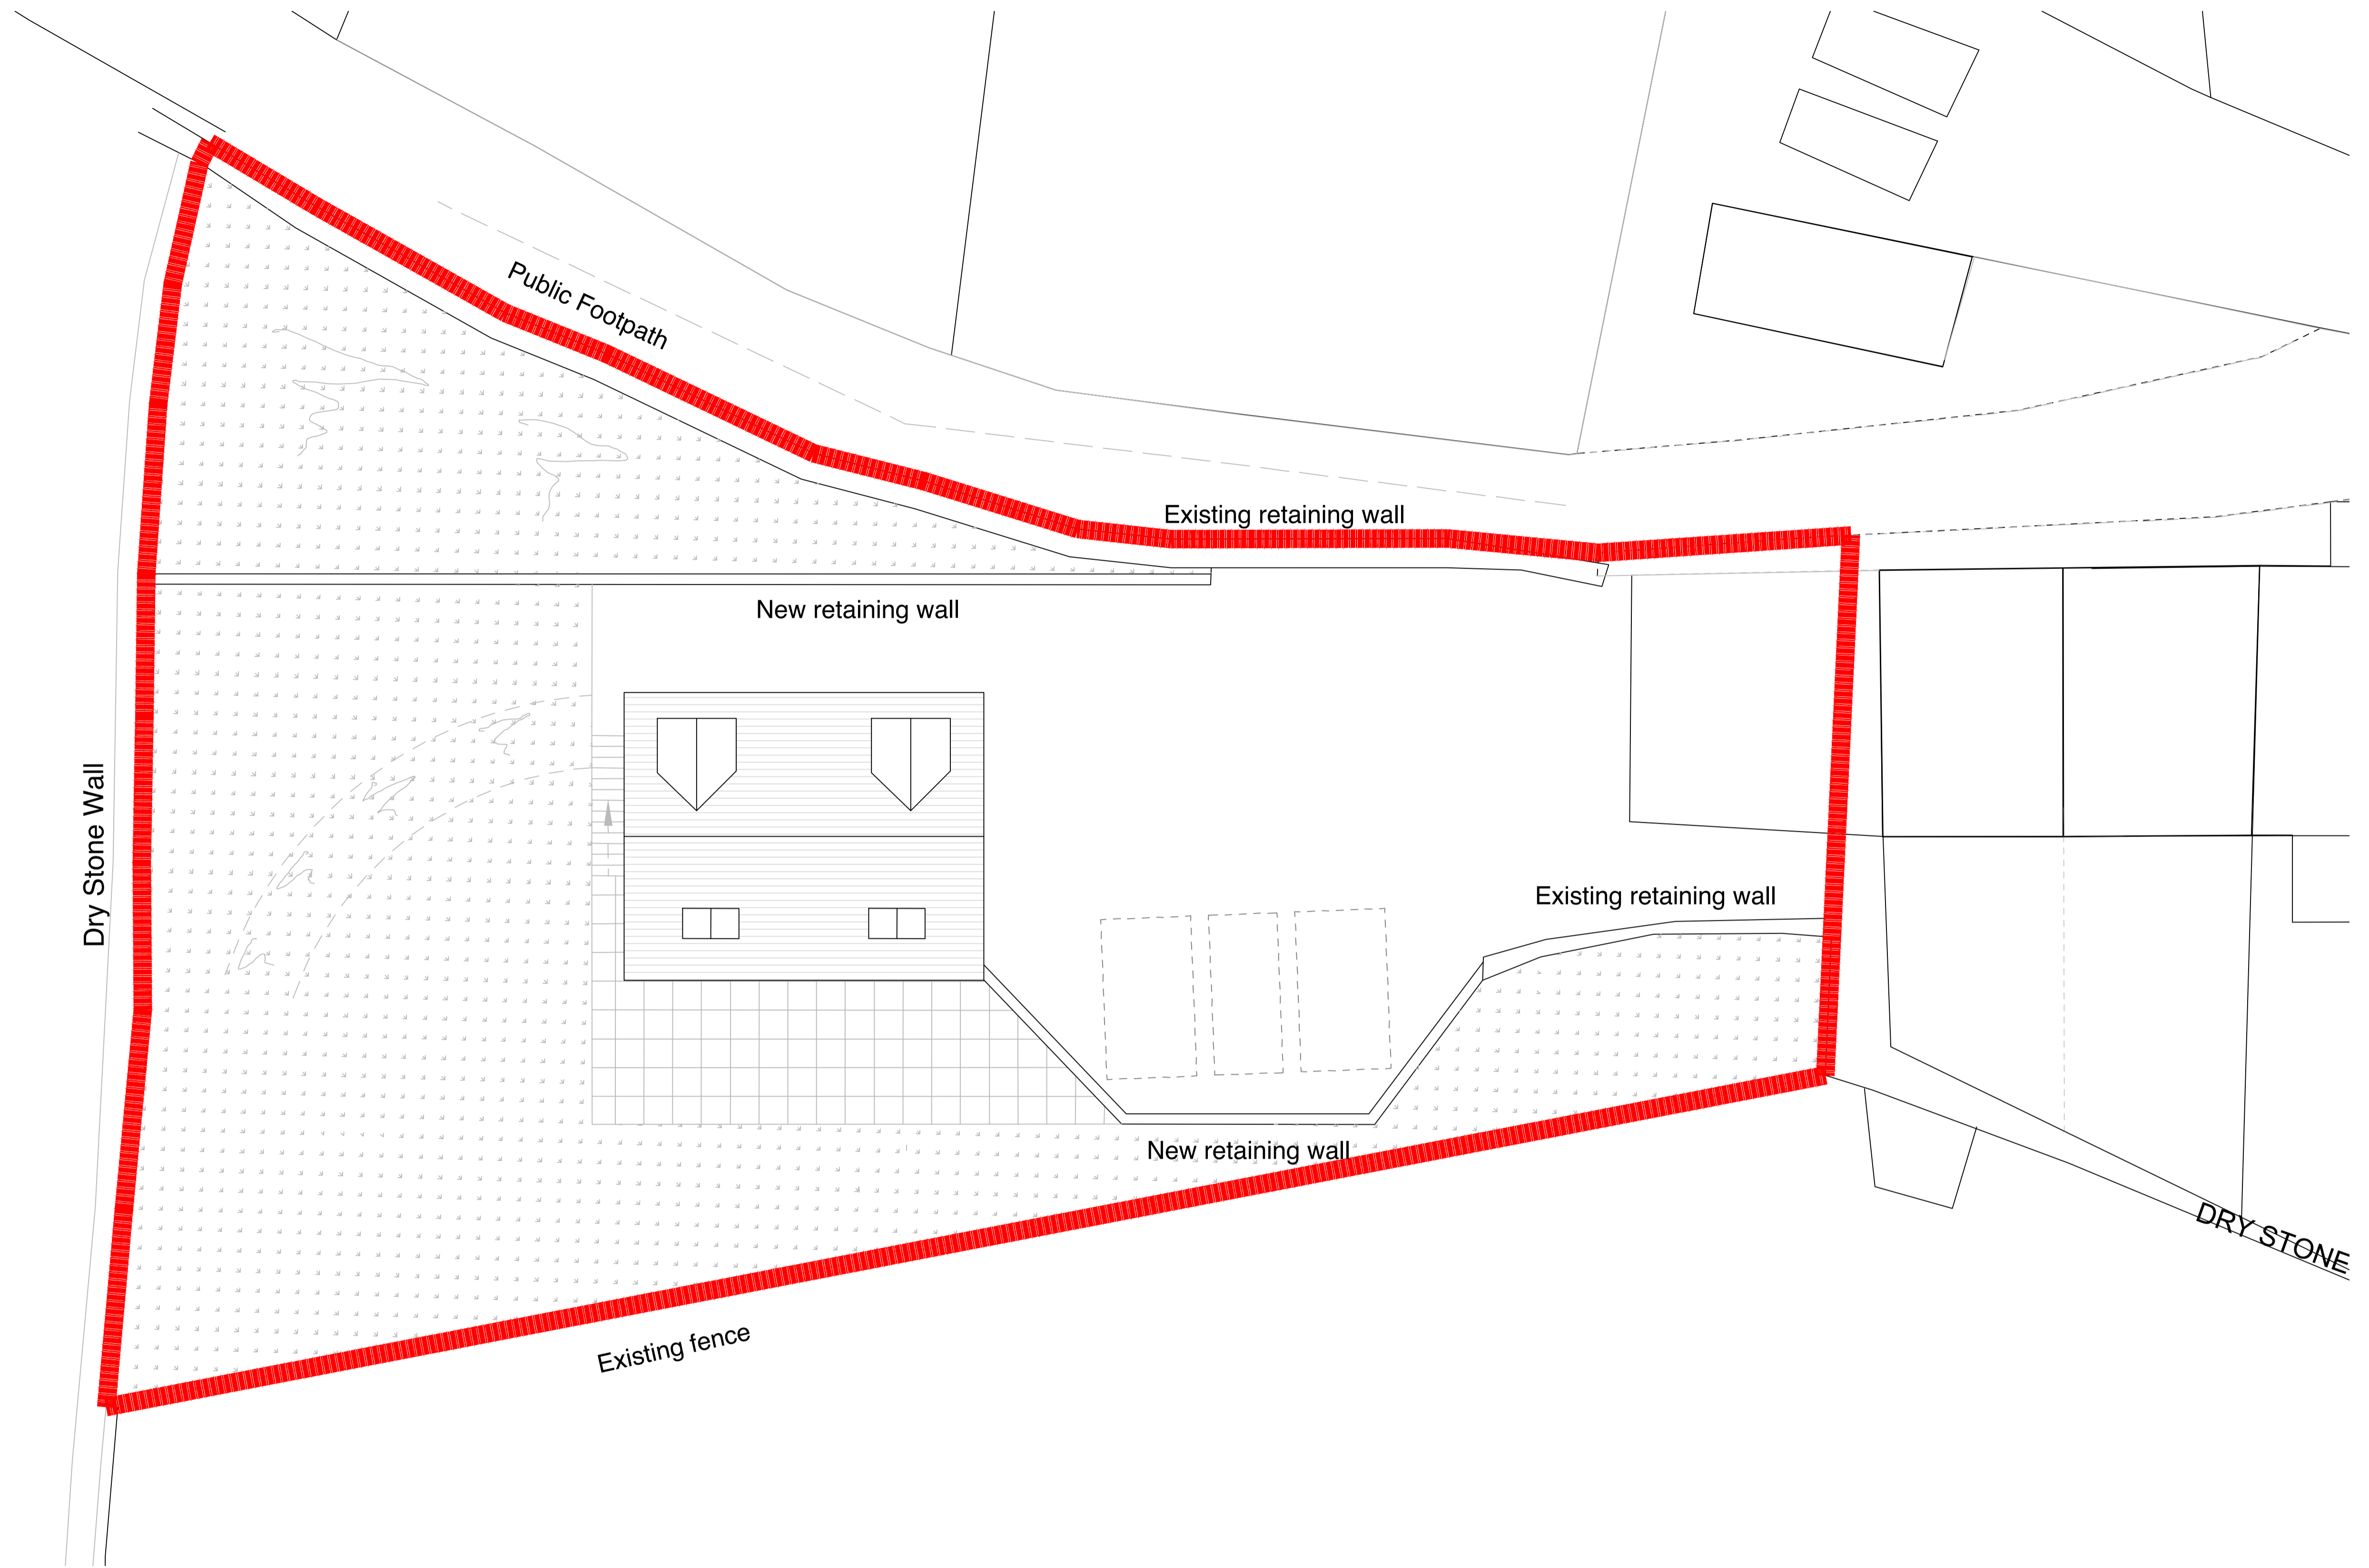 Public Footpath
Existing retaining wall
New retaining wall
Dry Stone Wall
Existing retaining wall
New retaining wall
DRY STONE
Existing fence